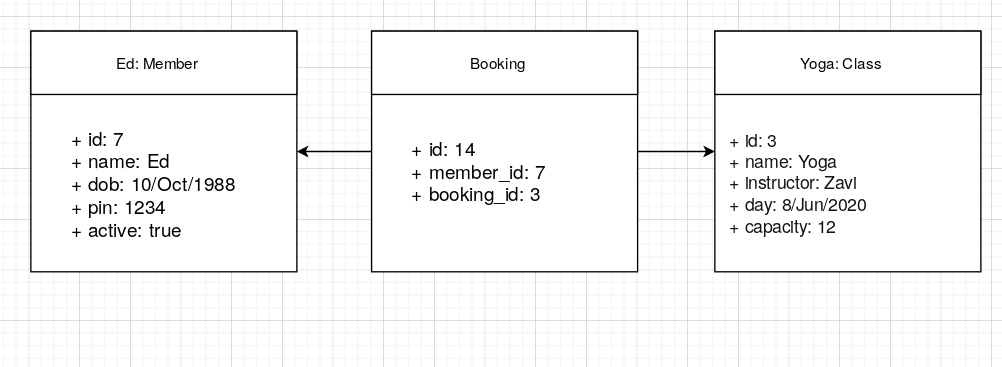 Ed: Member
+ id: 7
+ name: Ed
+ dob: 10/Oct/1988
+ pin: 1234
+ active: true
Booking
+ id: 14
+ member_id: 7
+ booking_id: 3
Yoga: Class
+ id: 3
+ name: Yoga
+ instructor: Zavi
+ day: 8/Jun/2020
+ capacity: 12